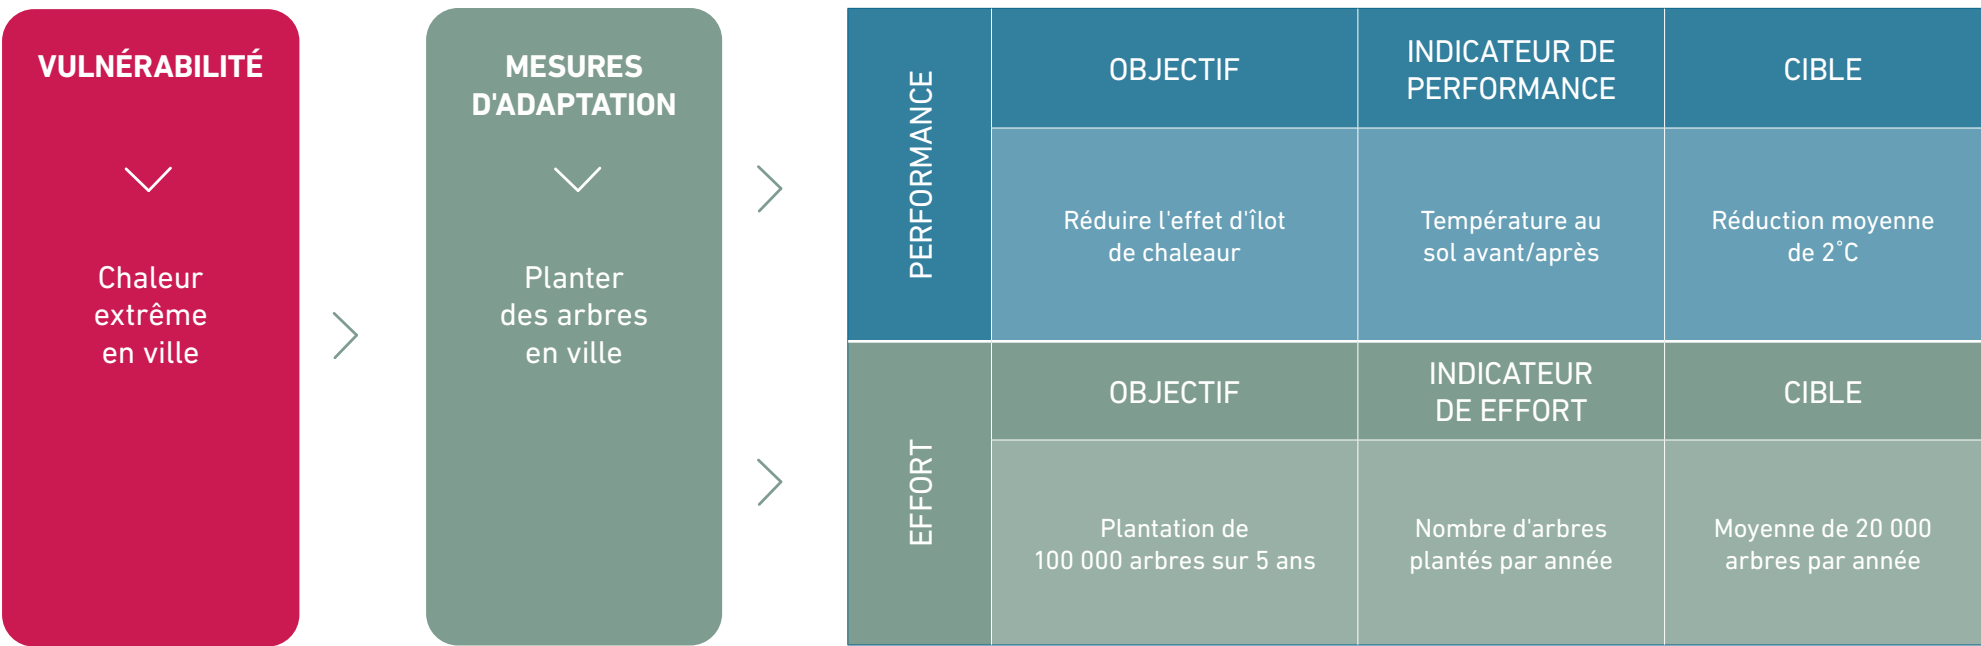 VULNÉRABILITÉ
Chaleur
extrême
en ville
MESURES
D'ADAPTATION
Planter
des arbres
en ville
PERFORMANCE
OBJECTIF
INDICATEUR DE
PERFORMANCE
CIBLE
Réduire l'effet d'îlot
de chaleaur
Température au
sol avant/après
Réduction moyenne
de 2˚C
EFFORT
OBJECTIF
INDICATEUR
DE EFFORT
CIBLE
Plantation de
100 000 arbres sur 5 ans
Nombre d'arbres
plantés par année
Moyenne de 20 000
arbres par année